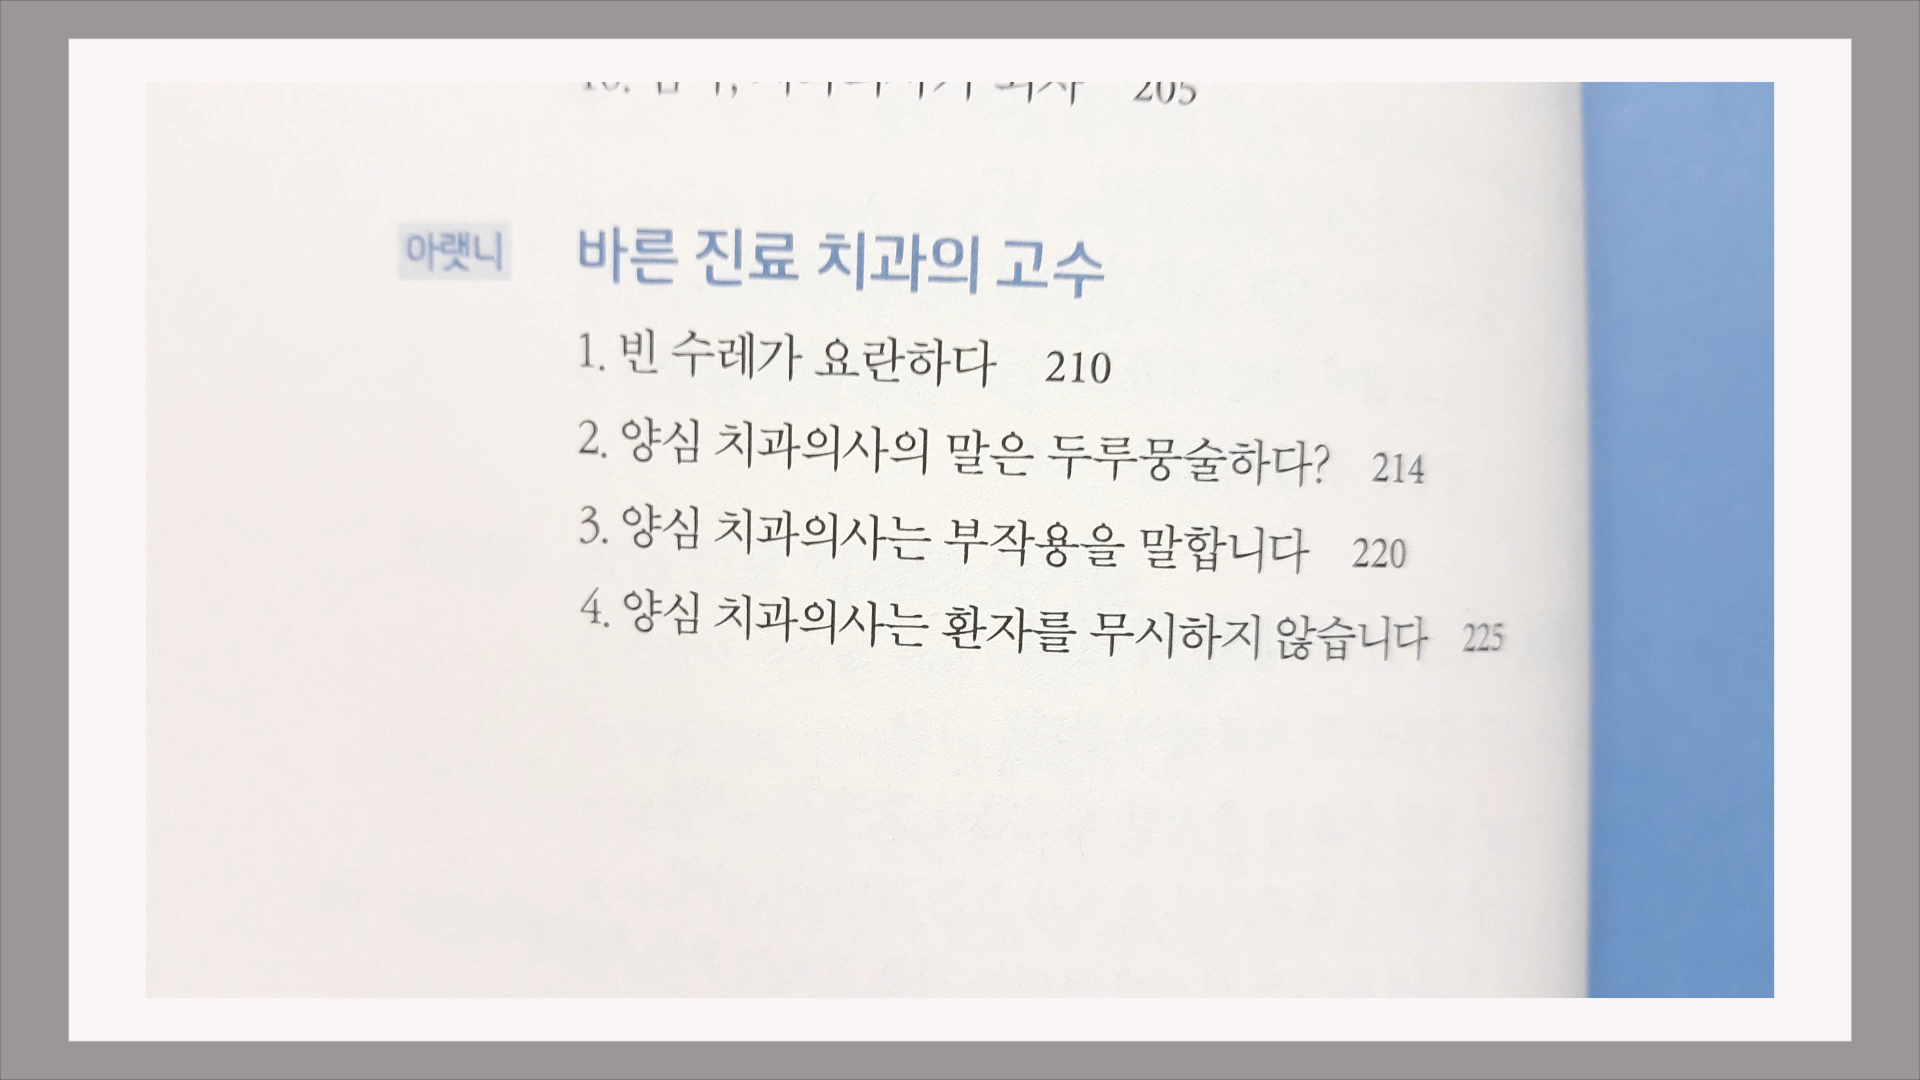 205
아랫니 바른 진료 치과의 고수
1. 빈 수레가 요란하다 210
2. 양심 치과의사의 말은 두루뭉술하다? 214
3. 양심 치과의사는 부작용을 말합니다 220
4. 양심 치과의사는 환자를 무시하지 않습니다 225